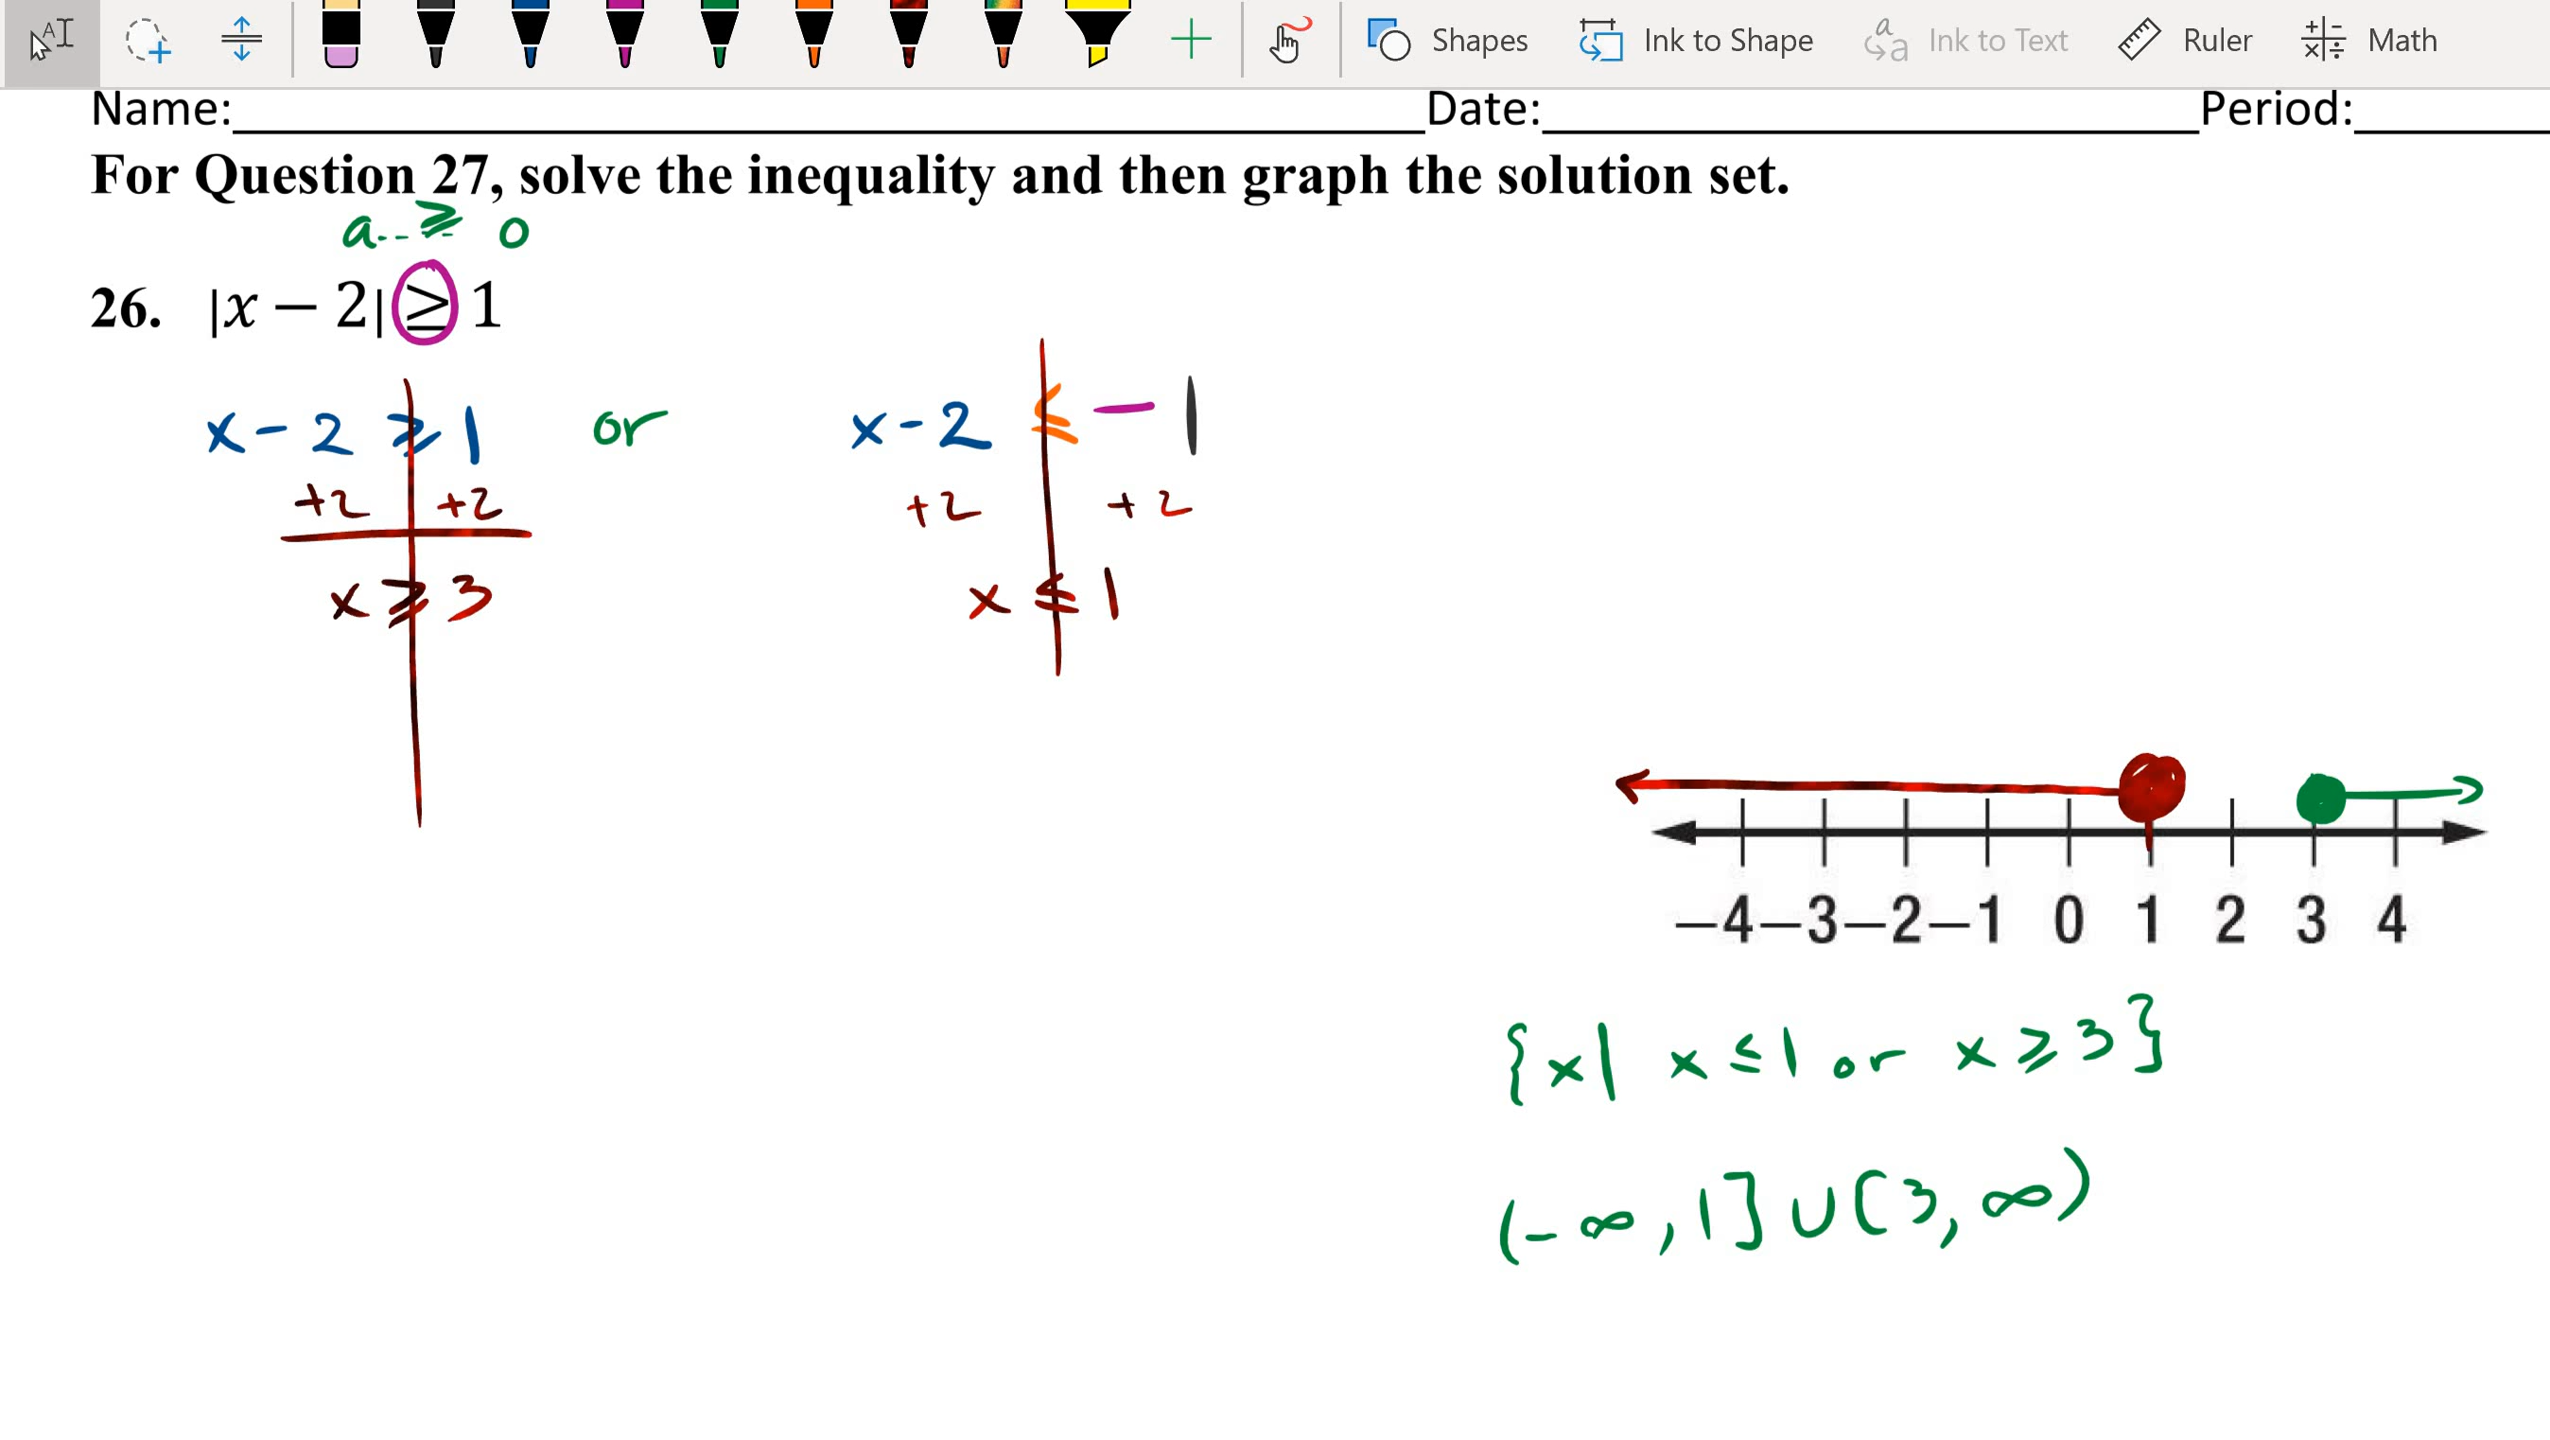 Shapes Ink to Shape Ink to Text Ruler Math
Name: Date: Period:
For Question 27, solve the inequality and then graph the solution set.
a..≥ 0
26. |x − 2| ≥ 1
x - 2 ≥ 1 or x - 2 ≤ - 1
+2 +2 +2 +2
x ≥ 3 x ≤ 1
−4 −3 −2 −1 0 1 2 3 4
{x| x ≤ 1 or x ≥ 3}
(-∞, 1] ∪ [3, ∞)